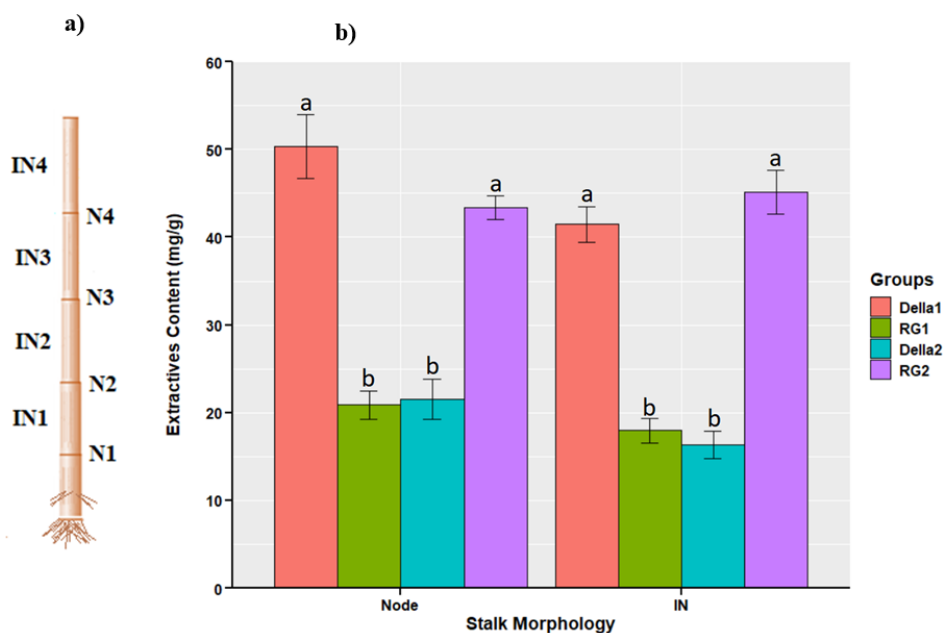 a)
IN4
N4
IN3
N3
IN2
N2
IN1
N1
b)
Extractives Content (mg/g)
60
50
40
30
20
10
0
a
b
b
a
a
b
b
a
Node
IN
Stalk Morphology
Groups
Della1
RG1
Della2
RG2